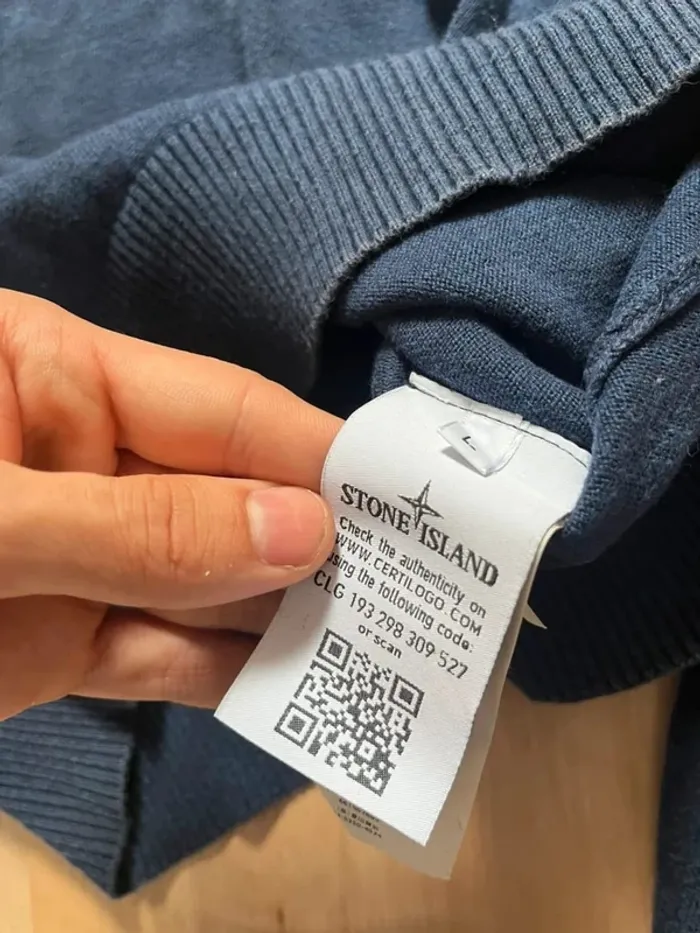 L
STONE ISLAND
Check the authenticity on
WWW.CERTILOGO.COM
using the following code:
CLG 193 298 309 527
or scan